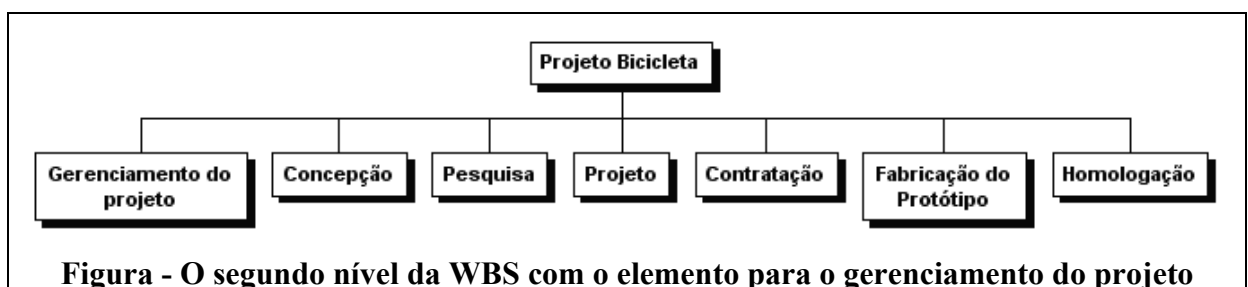 Projeto Bicicleta
Gerenciamento do
projeto
Concepção
Pesquisa
Projeto
Contratação
Fabricação do
Protótipo
Homologação
Figura - O segundo nível da WBS com o elemento para o gerenciamento do projeto